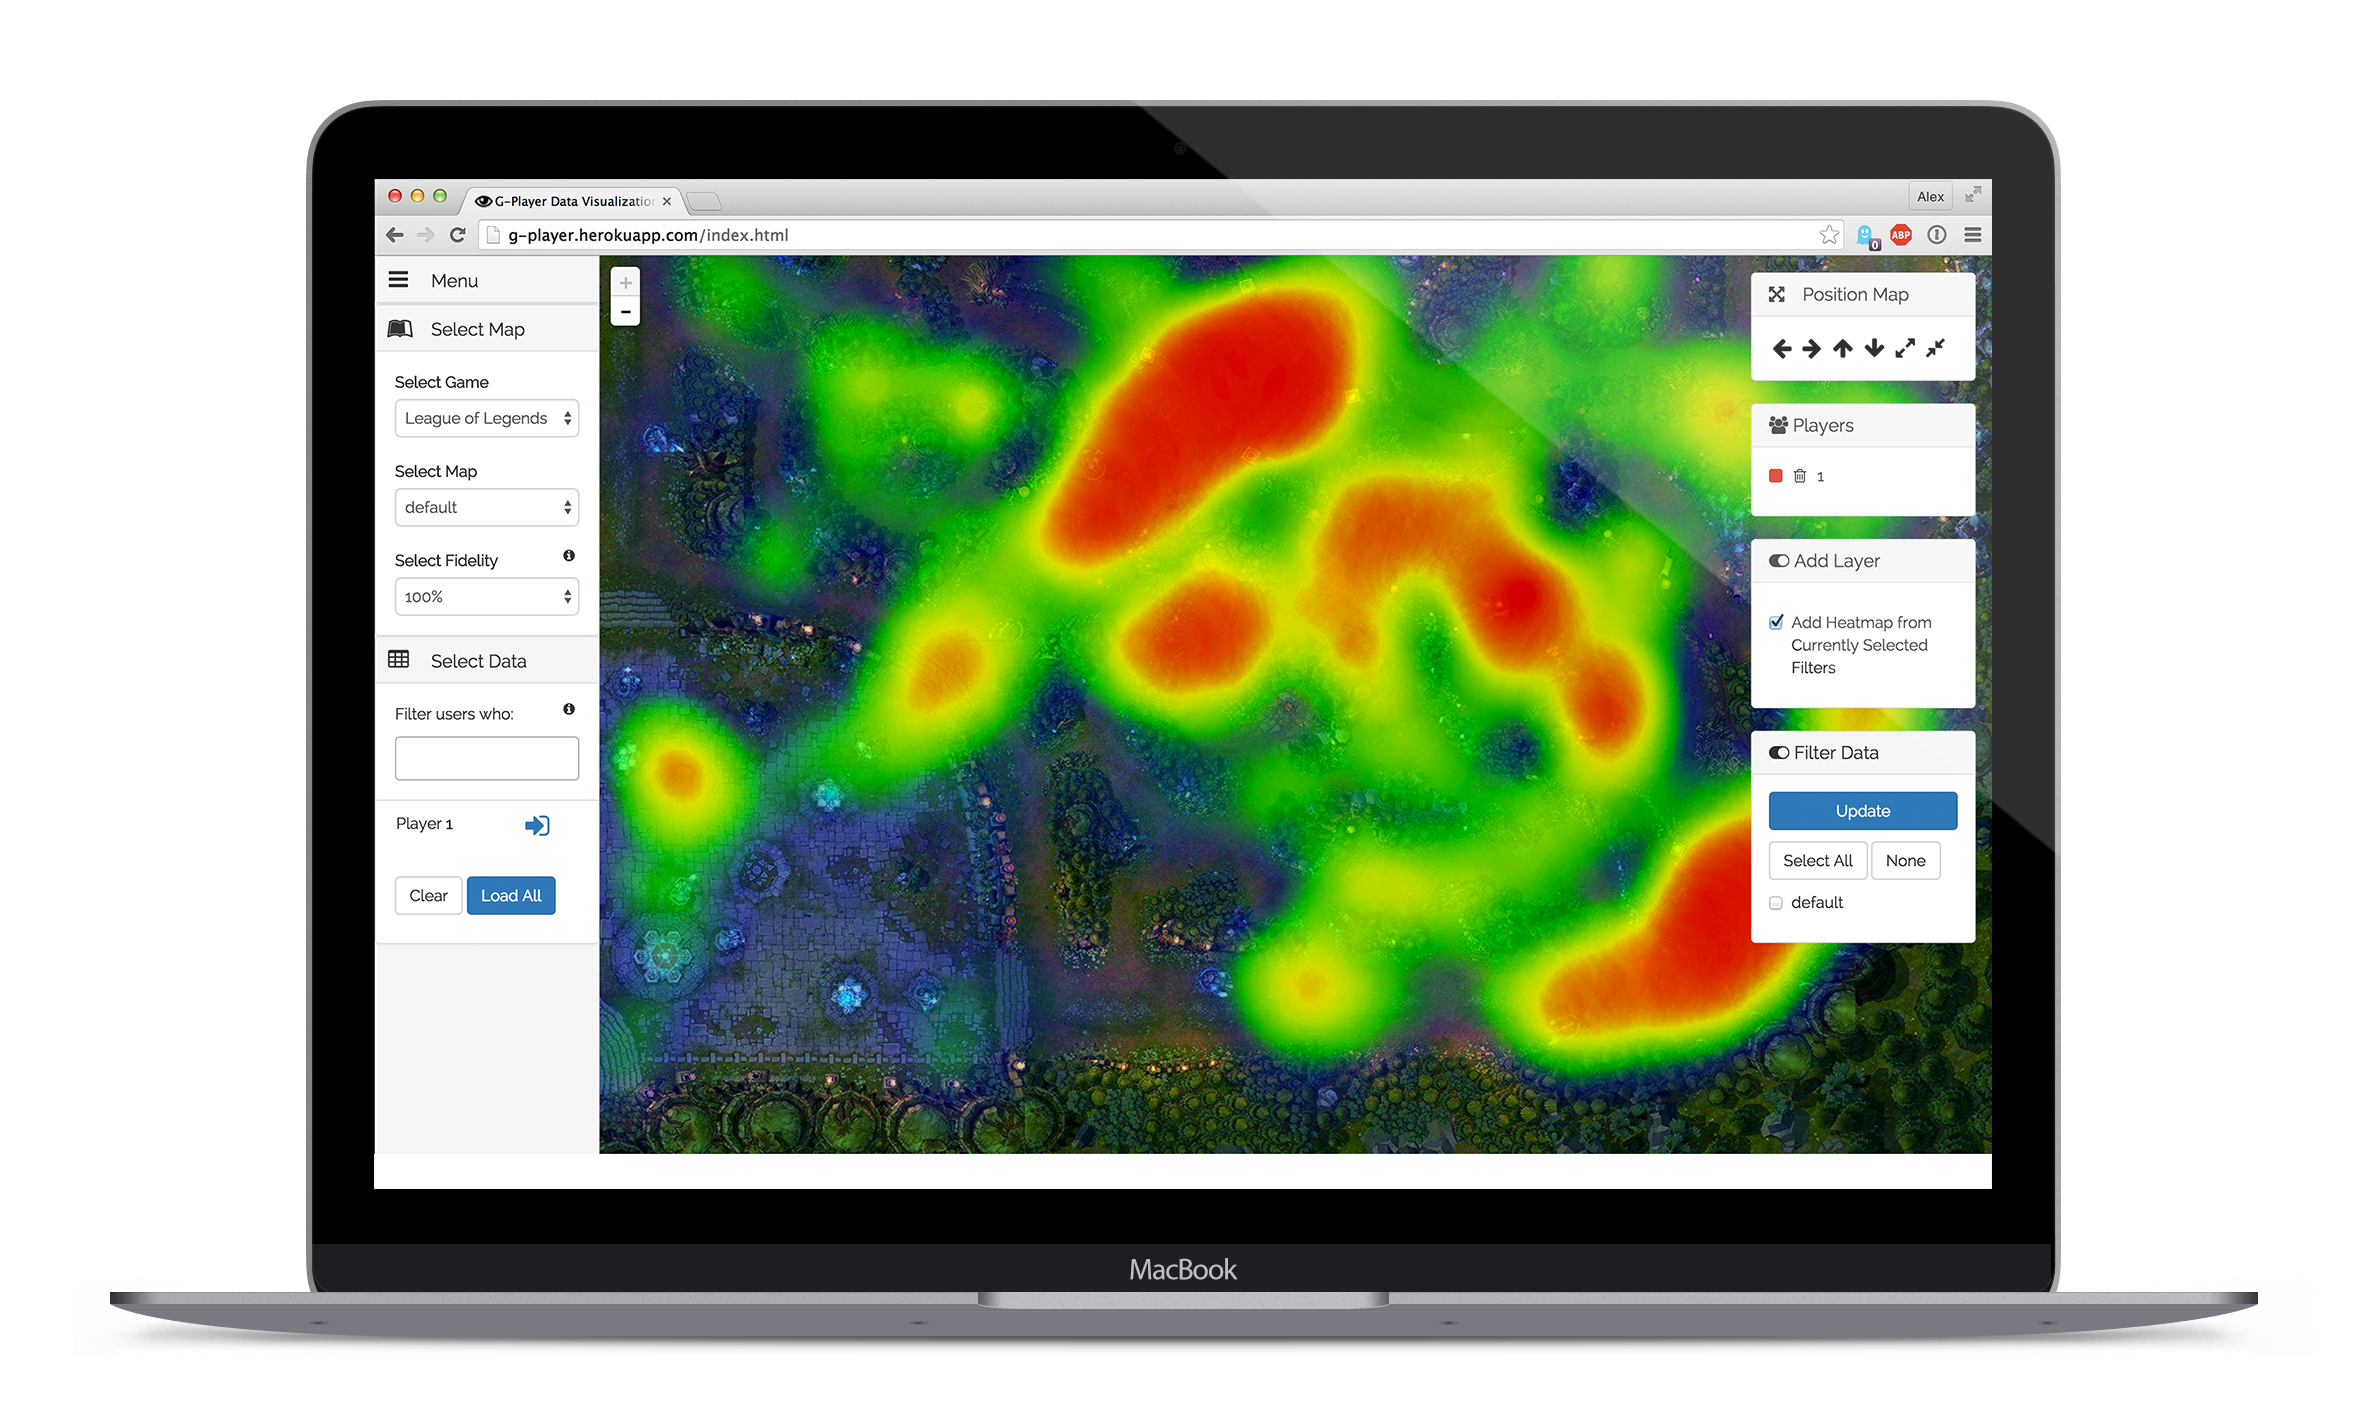 G-Player Data Visualization
Alex
g-player.herokuapp.com/index.html
0
ABP
Menu
Select Map
Select Game
League of Legends
Select Map
default
Select Fidelity
100%
Select Data
Filter users who:
Player 1
Clear
Load All
+
-
Position Map
Players
1
Add Layer
Add Heatmap from
Currently Selected
Filters
Filter Data
Update
Select All
None
default
MacBook